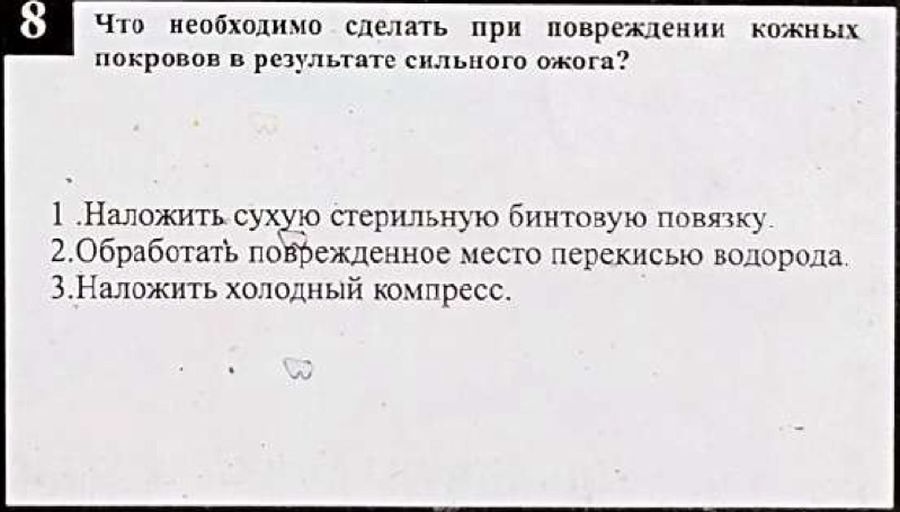 8
Что необходимо сделать при повреждении кожных
покровов в результате сильного ожога?
1 .Наложить сухую стерильную бинтовую повязку.
2.Обработать поврежденное место перекисью водорода.
3.Наложить холодный компресс.